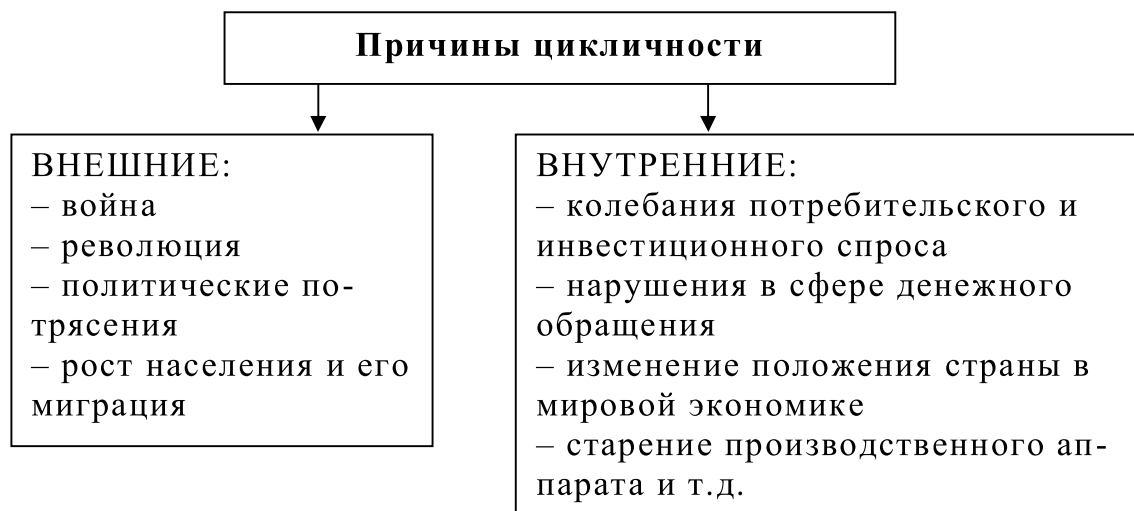 Причины цикличности
ВНЕШНИЕ:
– война
– революция
– политические по-
трясения
– рост населения и его
миграция
ВНУТРЕННИЕ:
– колебания потребительского и
инвестиционного спроса
– нарушения в сфере денежного
обращения
– изменение положения страны в
мировой экономике
– старение производственного ап-
парата и т.д.